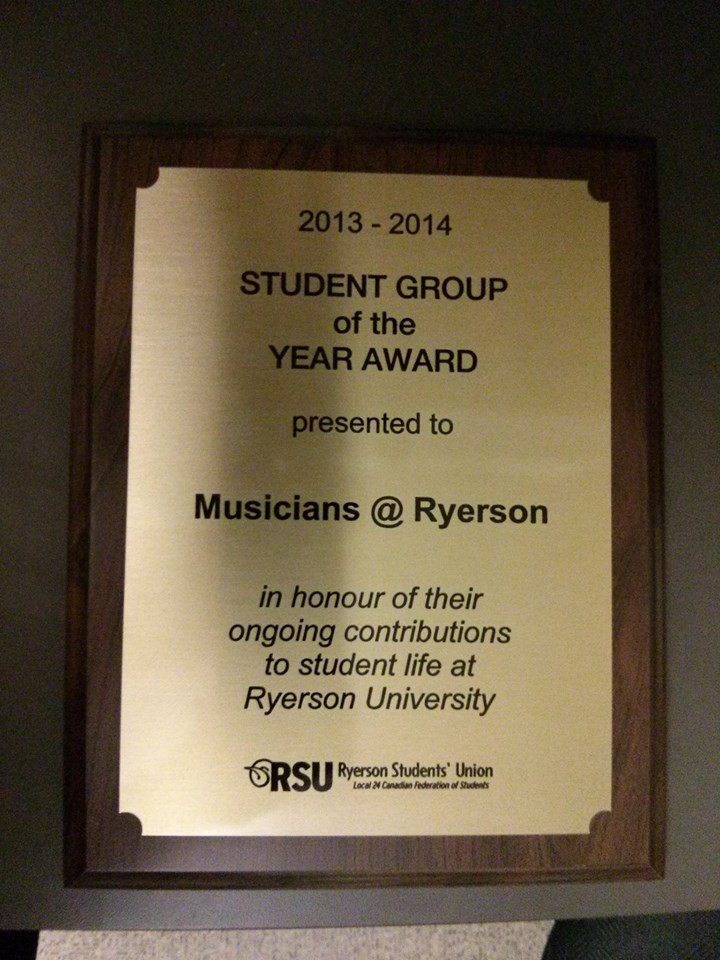 2013 - 2014
STUDENT GROUP
of the
YEAR AWARD
presented to
Musicians @ Ryerson
in honour of their
ongoing contributions
to student life at
Ryerson University
RSU Ryerson Students' Union
Local 24 Canadian Federation of Students